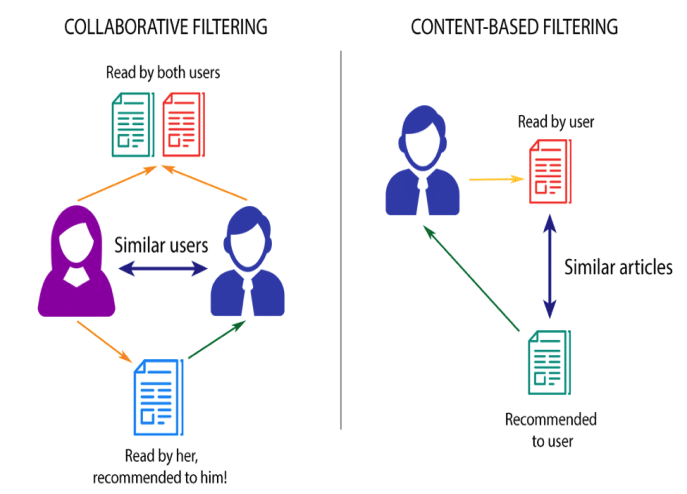 COLLABORATIVE FILTERING
Read by both users
Similar users
Read by her,
recommended to him!
CONTENT-BASED FILTERING
Read by user
Similar articles
Recommended
to user